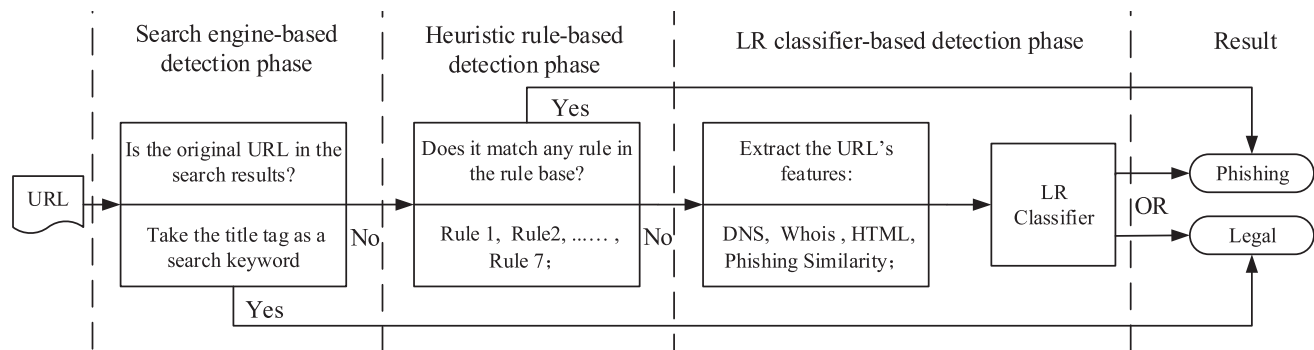 Search engine-based
detection phase
Heuristic rule-based
detection phase
LR classifier-based detection phase
Result
Yes
Is the original URL in the
search results?
Does it match any rule in
the rule base?
Extract the URL's
features:
Phishing
URL
LR
Classifier
OR
Take the title tag as a
search keyword
No
Rule 1, Rule2, ...... ,
Rule 7;
No
DNS, Whois , HTML,
Phishing Similarity;
Legal
Yes